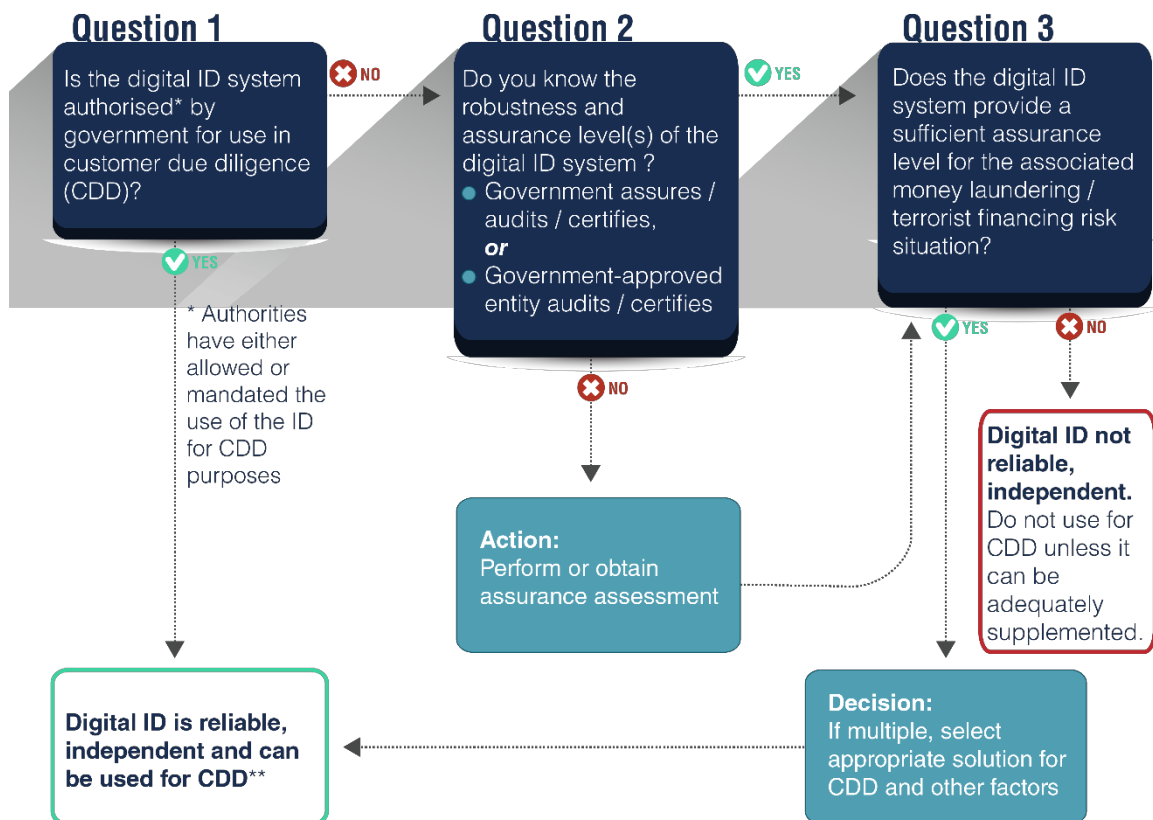 Question 1
Is the digital ID system
authorised* by
government for use in
customer due diligence
(CDD)?
NO
YES
* Authorities
have either
allowed or
mandated the
use of the ID
for CDD
purposes
Question 2
Do you know the
robustness and
assurance level(s) of the
digital ID system ?
Government assures /
audits / certifies,
or
Government-approved
entity audits / certifies
YES
NO
Question 3
Does the digital ID
system provide a
sufficient assurance
level for the associated
money laundering /
terrorist financing risk
situation?
YES
NO
Digital ID not
reliable,
independent.
Do not use for
CDD unless it
can be
adequately
supplemented.
Action:
Perform or obtain
assurance assessment
Decision:
If multiple, select
appropriate solution for
CDD and other factors
Digital ID is reliable,
independent and can
be used for CDD**